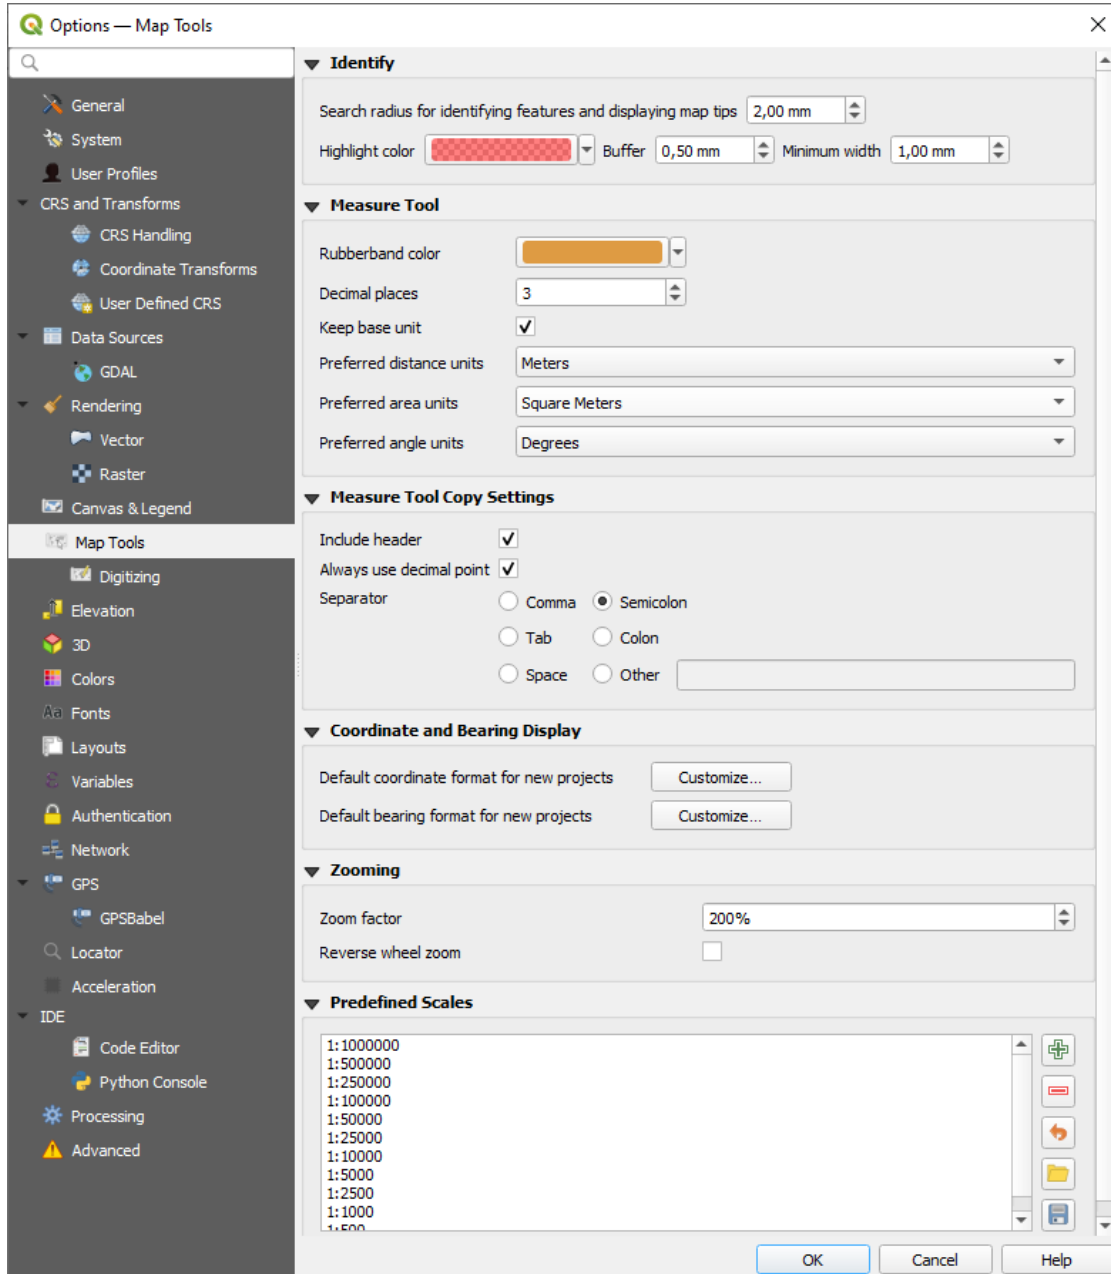 Options — Map Tools
General
System
User Profiles
CRS and Transforms
CRS Handling
Coordinate Transforms
User Defined CRS
Data Sources
GDAL
Rendering
Vector
Raster
Canvas & Legend
Map Tools
Digitizing
Elevation
3D
Colors
Aa Fonts
Layouts
Variables
Authentication
Network
GPS
GPSBabel
Locator
Acceleration
IDE
Code Editor
Python Console
Processing
Advanced
Identify
Search radius for identifying features and displaying map tips 2,00 mm
Highlight color Buffer 0,50 mm Minimum width 1,00 mm
Measure Tool
Rubberband color
Decimal places 3
Keep base unit
Preferred distance units Meters
Preferred area units Square Meters
Preferred angle units Degrees
Measure Tool Copy Settings
Include header
Always use decimal point
Separator Comma Semicolon
Tab Colon
Space Other
Coordinate and Bearing Display
Default coordinate format for new projects Customize...
Default bearing format for new projects Customize...
Zooming
Zoom factor 200%
Reverse wheel zoom
Predefined Scales
1:1000000
1:500000
1:250000
1:100000
1:50000
1:25000
1:10000
1:5000
1:2500
1:1000
1:500
OK Cancel Help